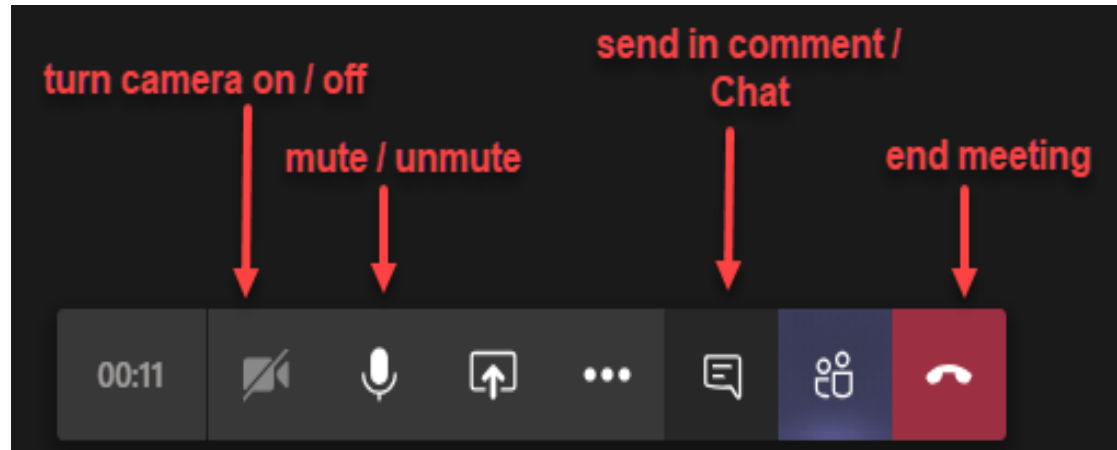 turn camera on / off
mute / unmute
send in comment /
Chat
end meeting
00:11